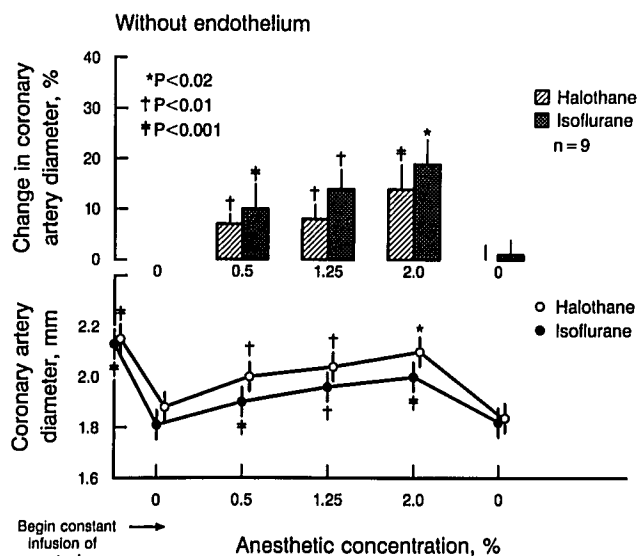 Without endothelium
Change in coronary
artery diameter, %
40
30
20
10
0
*P<0.02
†P<0.01
‡P<0.001
Halothane
Isoflurane
n=9
† ‡ † † ‡ *
0 0.5 1.25 2.0 0
Coronary artery
diameter, mm
2.2
2.0
1.8
1.6
‡ † † *
‡ ‡ † ‡
Halothane
Isoflurane
0 0.5 1.25 2.0 0
Begin constant
infusion of
Anesthetic concentration, %